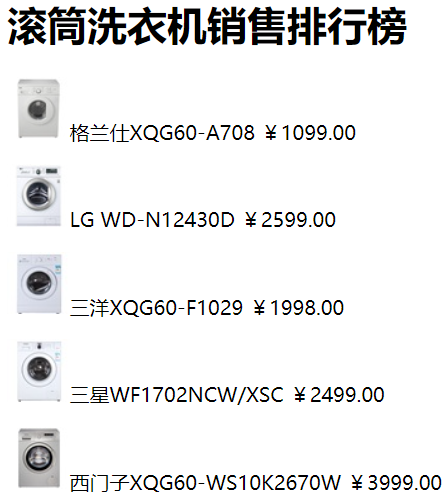 滚筒洗衣机销售排行榜
格兰仕XQG60-A708 ￥1099.00
LG WD-N12430D ￥2599.00
三洋XQG60-F1029 ￥1998.00
三星WF1702NCW/XSC ￥2499.00
西门子XQG60-WS10K2670W ￥3999.00